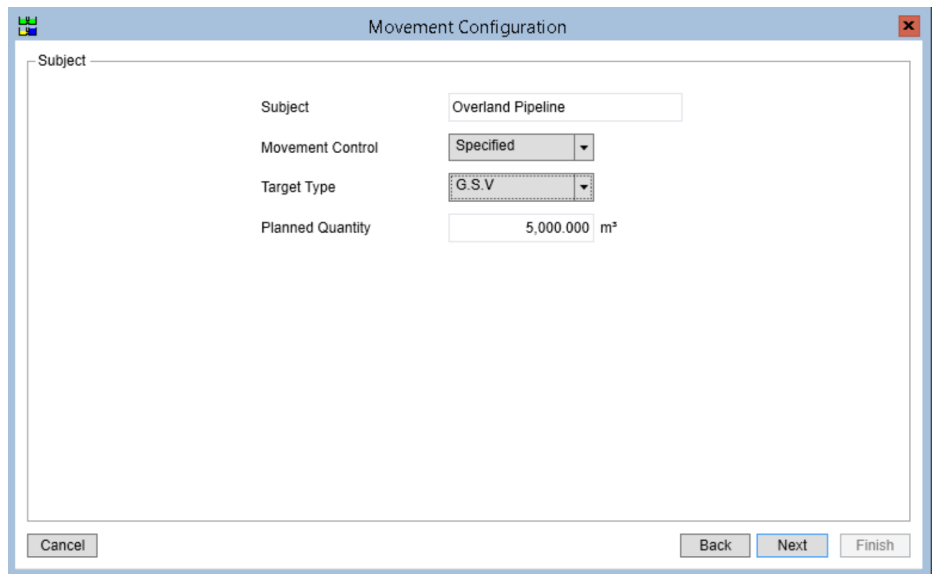 Movement Configuration
Subject
Subject Overland Pipeline
Movement Control Specified
Target Type G.S.V
Planned Quantity 5,000.000 m³
Cancel Back Next Finish